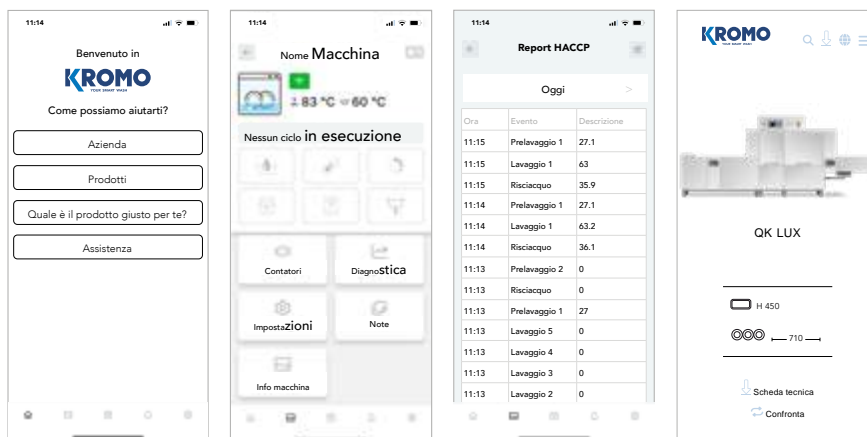 11:14
Benvenuto in
KROMO
YOUR SMART WASH
Come possiamo aiutarti?
Azienda
Prodotti
Quale è il prodotto giusto per te?
Assistenza
11:14
Nome Macchina
83 °C 60 °C
Nessun ciclo in esecuzione
Contatori
Diagnostica
Impostazioni
Note
Info macchina
11:14
Report HACCP
Oggi >
Ora Evento Descrizione
11:15 Prelavaggio 1 27.1
11:15 Lavaggio 1 63
11:15 Risciacquo 35.9
11:14 Prelavaggio 1 27.1
11:14 Lavaggio 1 63.2
11:14 Risciacquo 36.1
11:13 Prelavaggio 2 0
11:13 Risciacquo 0
11:13 Prelavaggio 1 27
11:13 Lavaggio 5 0
11:13 Lavaggio 4 0
11:13 Lavaggio 3 0
11:13 Lavaggio 2 0
KROMO
YOUR SMART WASH
QK LUX
H 450
710
Scheda tecnica
Confronta